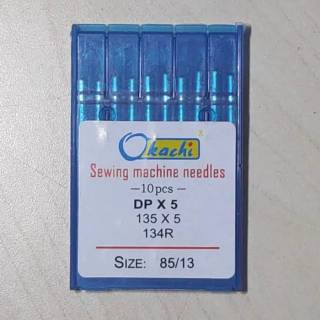 Okachi
Sewing machine needles
—10pcs—
DP X 5
135 X 5
134R
SIZE: 85/13